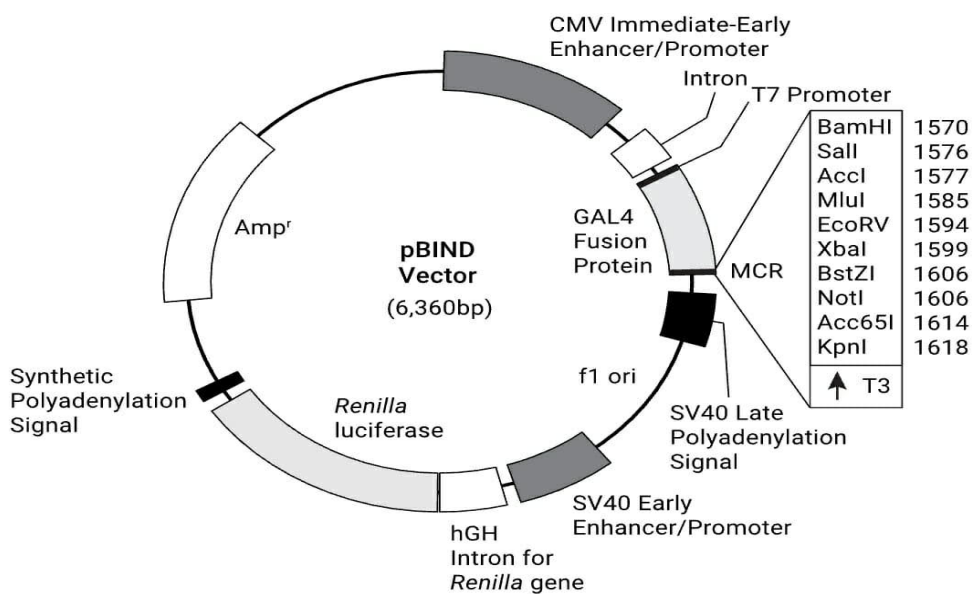 CMV Immediate-Early
Enhancer/Promoter
Intron
T7 Promoter
BamHI 1570
SalI 1576
AccI 1577
MluI 1585
EcoRV 1594
XbaI 1599
BstZI 1606
NotI 1606
Acc65I 1614
KpnI 1618
↑ T3
GAL4
Fusion
Protein
MCR
Ampʳ
pBIND
Vector
(6,360bp)
f1 ori
SV40 Late
Polyadenylation
Signal
Synthetic
Polyadenylation
Signal
Renilla
luciferase
SV40 Early
Enhancer/Promoter
hGH
Intron for
Renilla gene